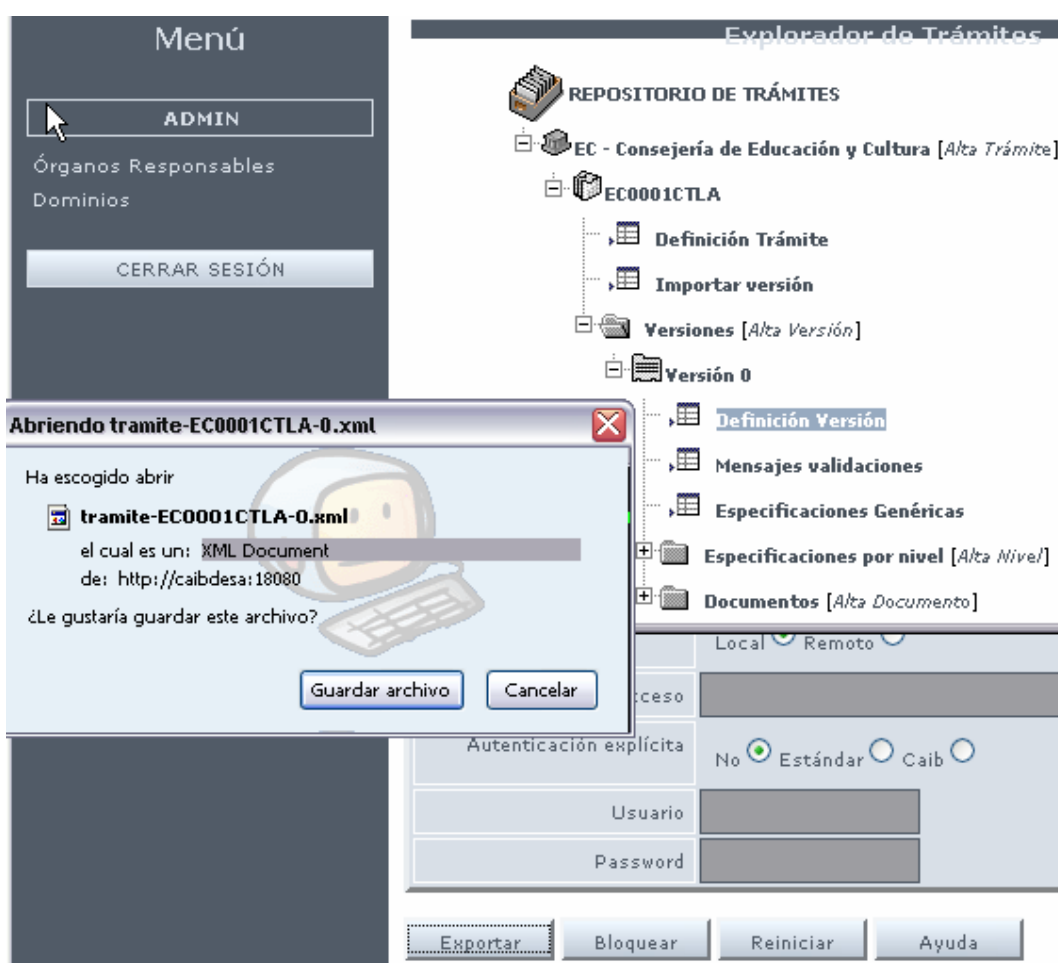 Menú
ADMIN
Órganos Responsables
Dominios
CERRAR SESIÓN
Explorador de Trámites
REPOSITORIO DE TRÁMITES
EC - Consejería de Educación y Cultura [Alta Trámite]
EC0001CTLA
Definición Trámite
Importar versión
Versiones [Alta Versión]
Versión 0
Definición Versión
Mensajes validaciones
Especificaciones Genéricas
Especificaciones por nivel [Alta Nivel]
Documentos [Alta Documento]
Abriendo tramite-EC0001CTLA-0.xml
Ha escogido abrir
tramite-EC0001CTLA-0.xml
el cual es un: XML Document
de: http://caibdesa:18080
¿Le gustaría guardar este archivo?
Guardar archivo Cancelar
Local Remoto
Autenticación explícita No Estándar Caib
Usuario
Password
Exportar Bloquear Reiniciar Ayuda